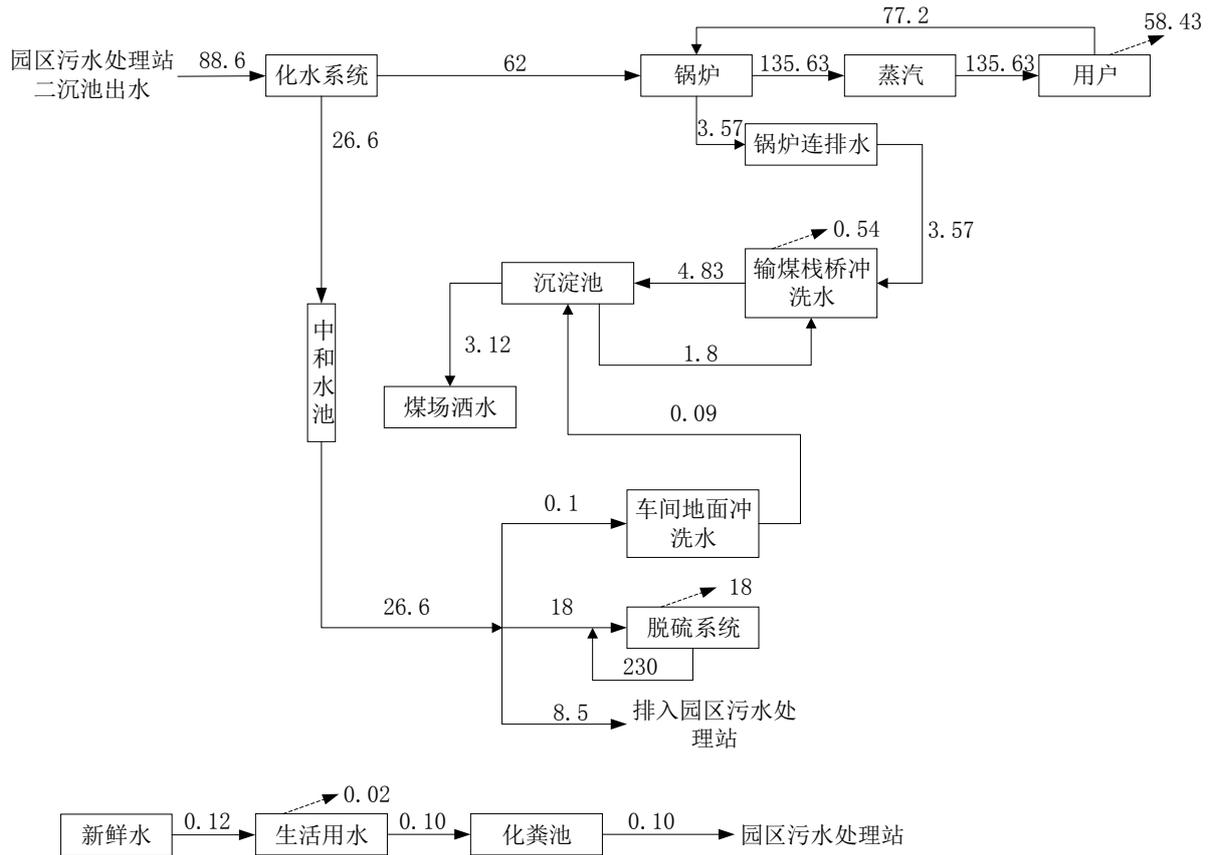 77.2
58.43
园区污水处理站
二沉池出水
88.6
化水系统
62
锅炉
135.63
蒸汽
135.63
用户
26.6
3.57
锅炉连排水
3.57
0.54
输煤栈桥冲
洗水
4.83
沉淀池
3.12
1.8
煤场洒水
中
和
水
池
0.09
0.1
车间地面冲
洗水
26.6
18
18
脱硫系统
230
8.5
排入园区污水处
理站
新鲜水
0.12
0.02
生活用水
0.10
化粪池
0.10
园区污水处理站